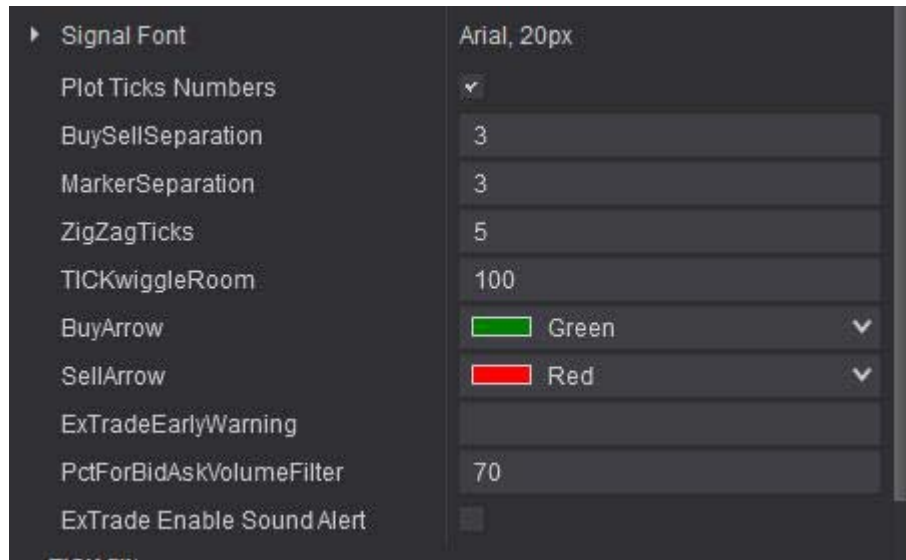 Signal Font Arial, 20px
Plot Ticks Numbers
BuySellSeparation 3
MarkerSeparation 3
ZigZagTicks 5
TICKwiggleRoom 100
BuyArrow Green
SellArrow Red
ExTradeEarlyWarning
PctForBidAskVolumeFilter 70
ExTrade Enable Sound Alert